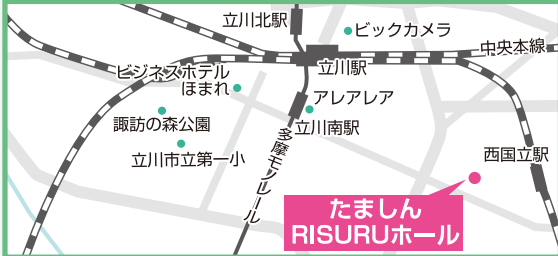 立川北駅
ビックカメラ
中央本線
立川駅
ビジネスホテル
ほまれ
アレアレア
諏訪の森公園
立川南駅
立川市立第一小
多摩モノレール
西国立駅
たましん
RISURUホール